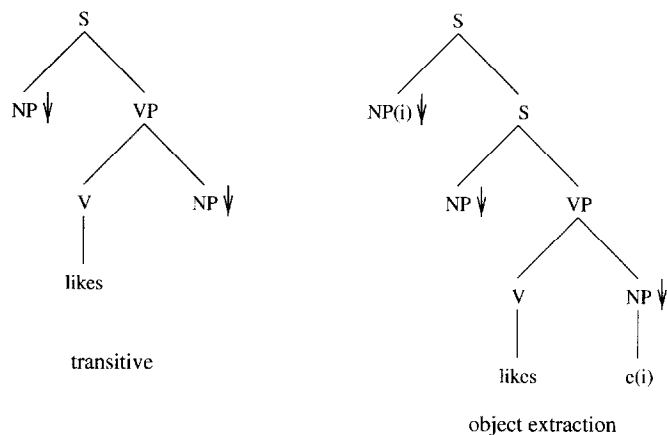 S
NP↓ VP
V NP↓
likes
transitive
S
NP(i)↓ S
NP↓ VP
V NP↓
likes e(i)
object extraction